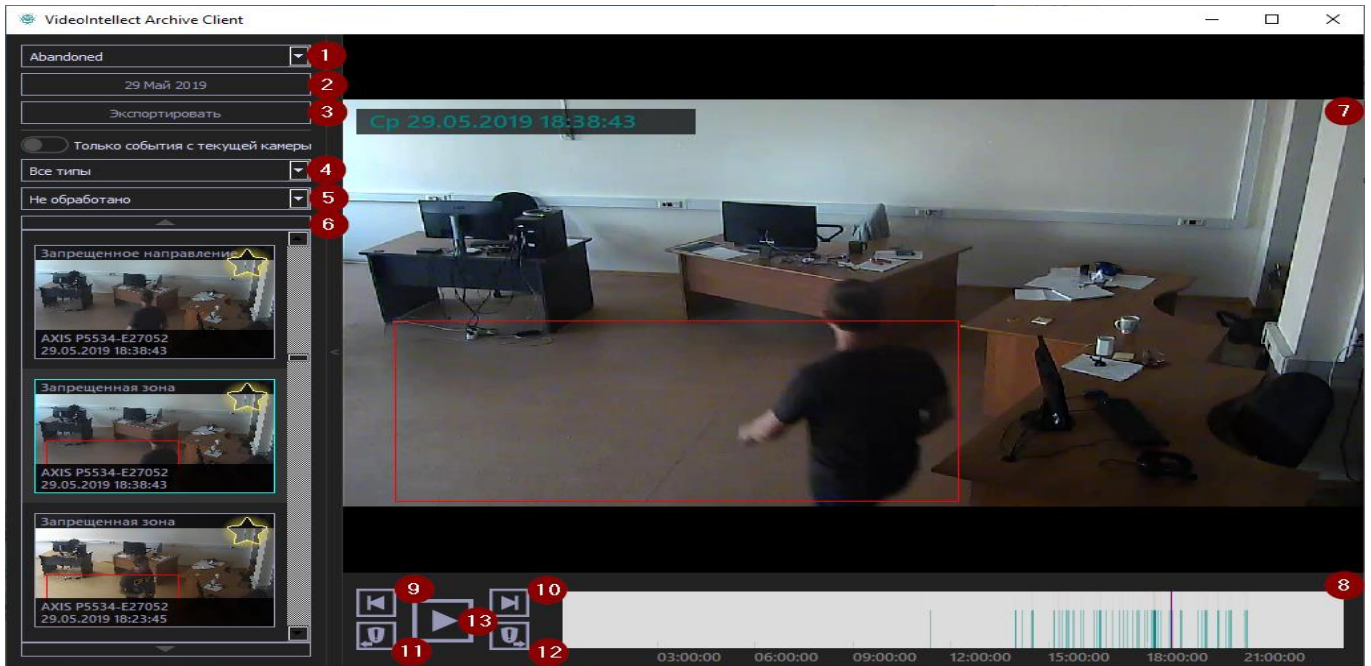 VideoIntellect Archive Client
Abandoned
1
29 Май 2019
2
Экспортировать
3
Только события с текущей камеры
Все типы
4
Не обработано
5
6
Запрещенное направление
AXIS P5534-E27052
29.05.2019 18:38:43
Запрещенная зона
AXIS P5534-E27052
29.05.2019 18:38:43
Запрещенная зона
AXIS P5534-E27052
29.05.2019 18:23:45
<
Ср 29.05.2019 18:38:43
7
9
10
8
13
11
12
03:00:00 06:00:00 09:00:00 12:00:00 15:00:00 18:00:00 21:00:00